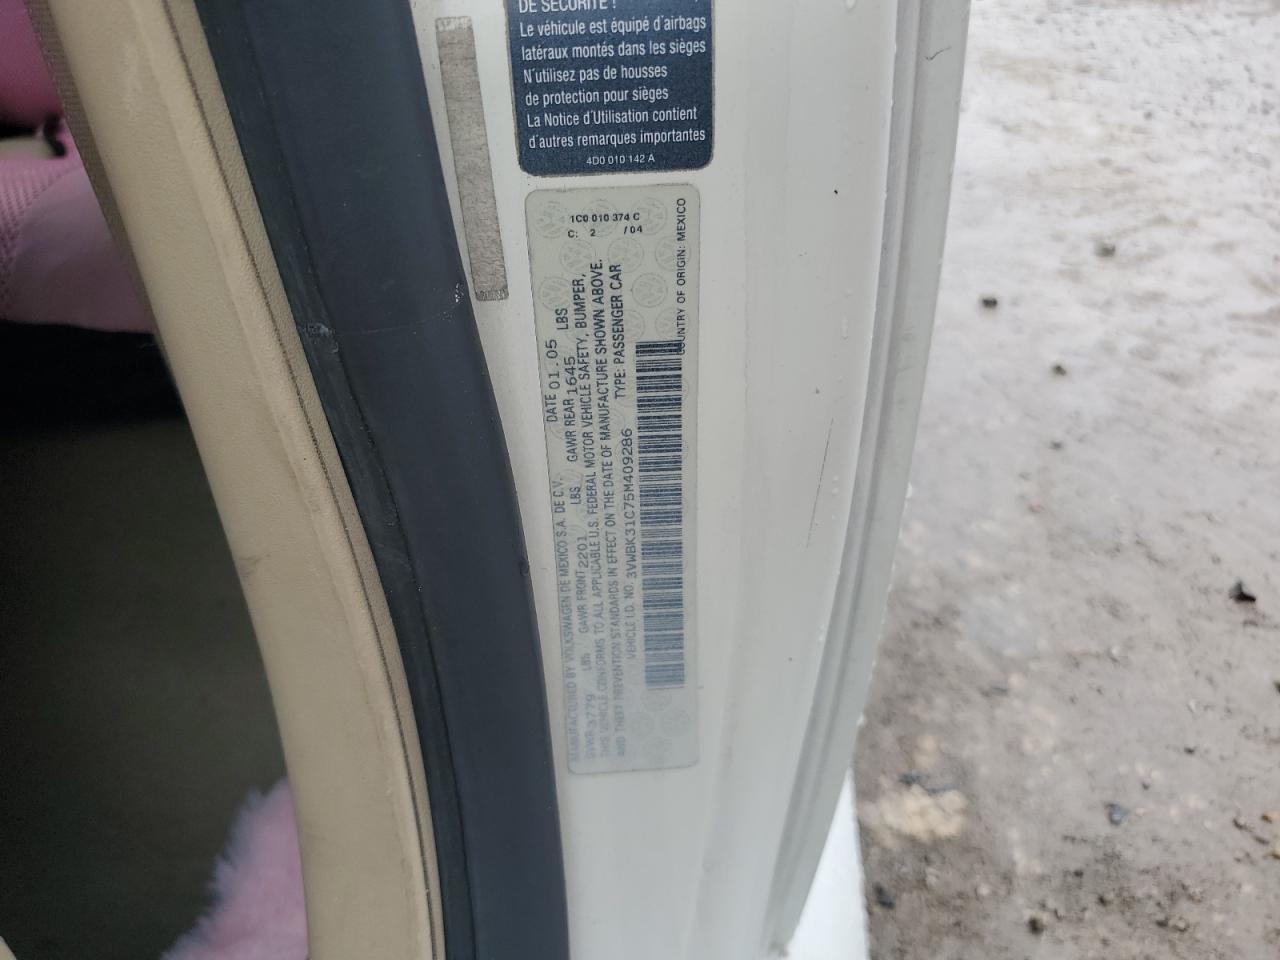 DE SÉCURITÉ !
Le véhicule est équipé d'airbags
latéraux montés dans les sièges
N'utilisez pas de housses
de protection pour sièges
La Notice d'Utilisation contient
d'autres remarques importantes
4D0 010 142 A
1C0 010 374 C
C: 2 /04
MANUFACTURED BY VOLKSWAGEN DE MEXICO S.A. DE C.V. DATE 01.05
GVWR 3779 LBS GAWR FRONT 2201 LBS GAWR REAR 1645 LBS
THIS VEHICLE CONFORMS TO ALL APPLICABLE U.S. FEDERAL MOTOR VEHICLE SAFETY, BUMPER,
AND THEFT PREVENTION STANDARDS IN EFFECT ON THE DATE OF MANUFACTURE SHOWN ABOVE.
VEHICLE I.D. NO. 3VWBK31C75M409286 TYPE: PASSENGER CAR
COUNTRY OF ORIGIN: MEXICO